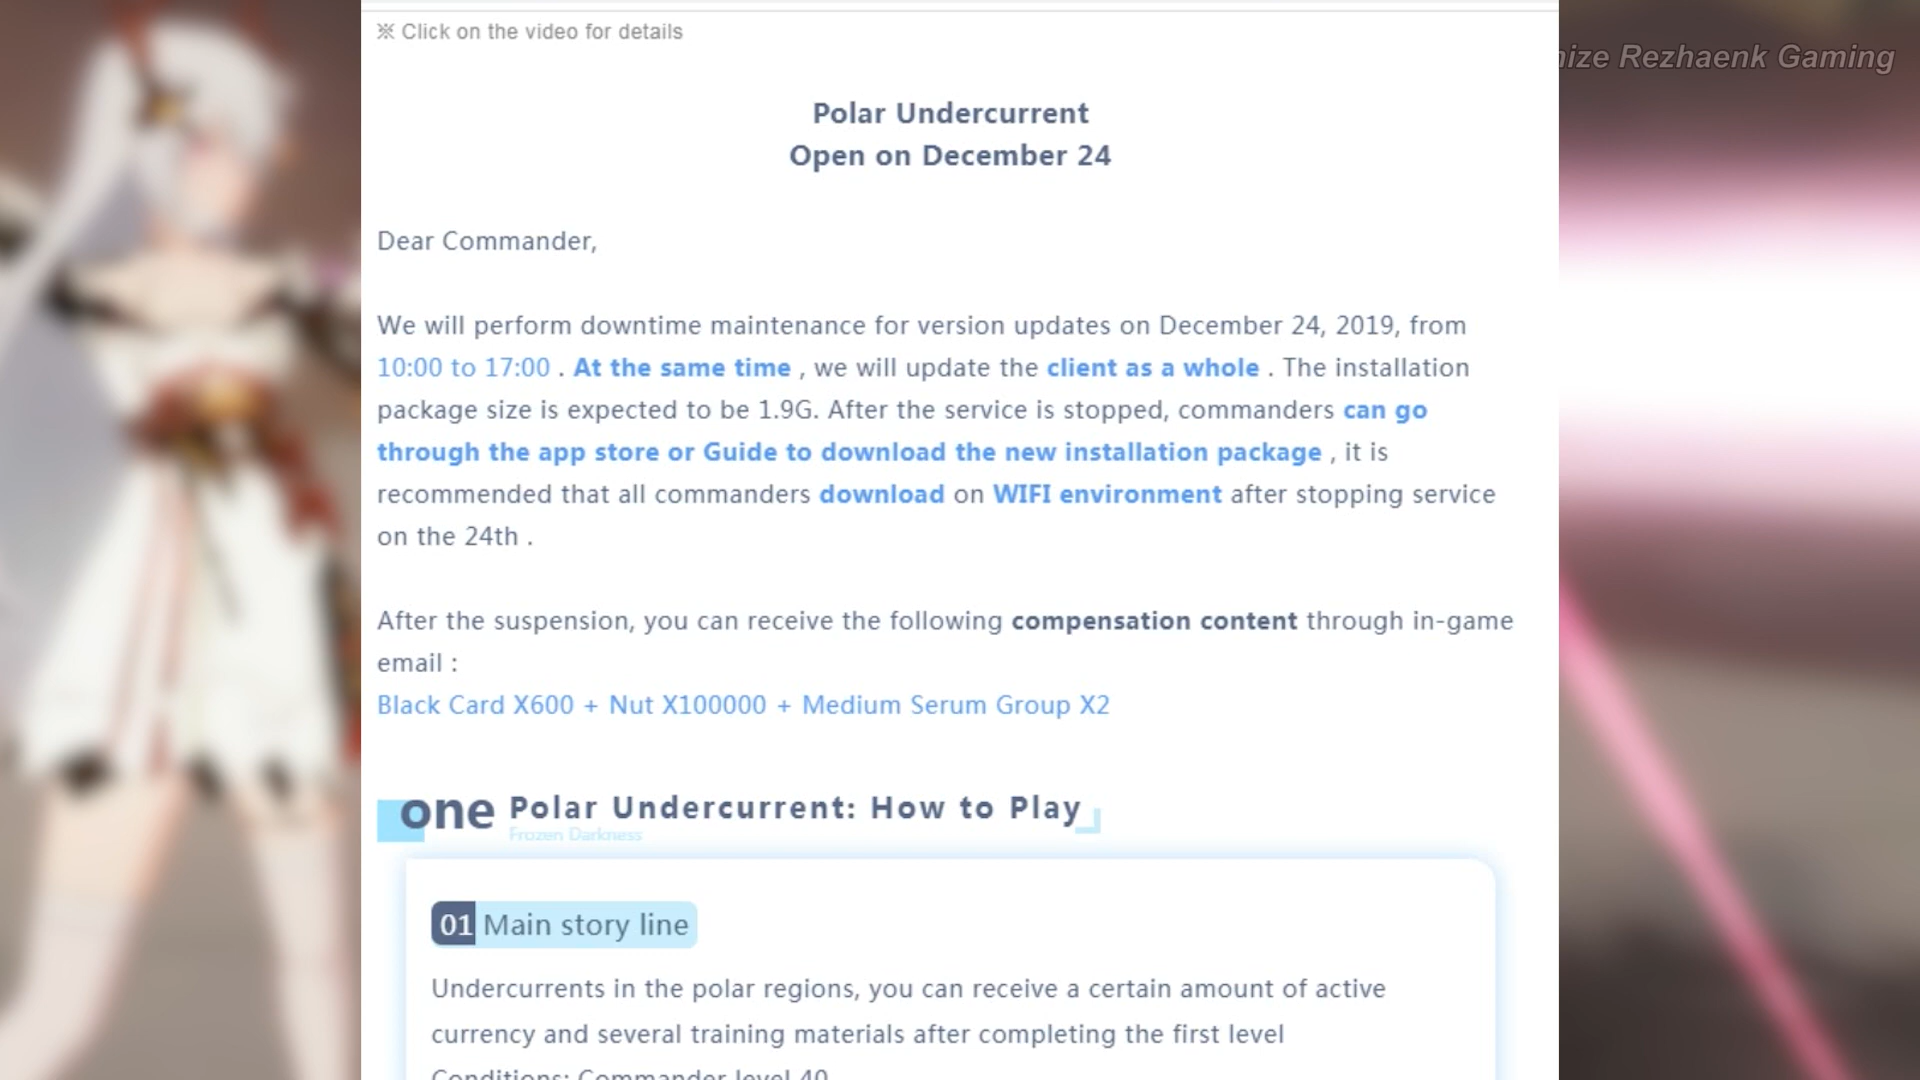 ※ Click on the video for details
Rezhaenk Gaming
Polar Undercurrent
Open on December 24
Dear Commander,
We will perform downtime maintenance for version updates on December 24, 2019, from
10:00 to 17:00 . At the same time , we will update the client as a whole . The installation
package size is expected to be 1.9G. After the service is stopped, commanders can go
through the app store or Guide to download the new installation package , it is
recommended that all commanders download on WIFI environment after stopping service
on the 24th .
After the suspension, you can receive the following compensation content through in-game
email :
Black Card X600 + Nut X100000 + Medium Serum Group X2
one Polar Undercurrent: How to Play
Frozen Darkness
01 Main story line
Undercurrents in the polar regions, you can receive a certain amount of active
currency and several training materials after completing the first level
Conditions: Commander level 40